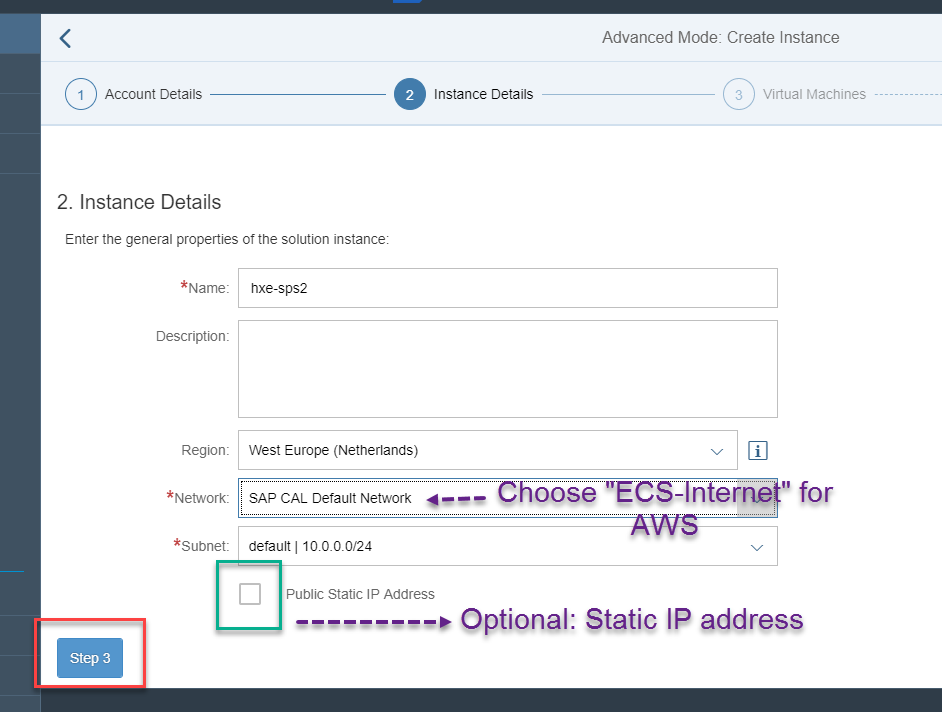 Advanced Mode: Create Instance
1 Account Details 2 Instance Details 3 Virtual Machines
2. Instance Details
Enter the general properties of the solution instance:
*Name: hxe-sps2
Description:
Region: West Europe (Netherlands) i
*Network: SAP CAL Default Network Choose "ECS-Internet" for
AWS
*Subnet: default | 10.0.0.0/24
Public Static IP Address
Optional: Static IP address
Step 3